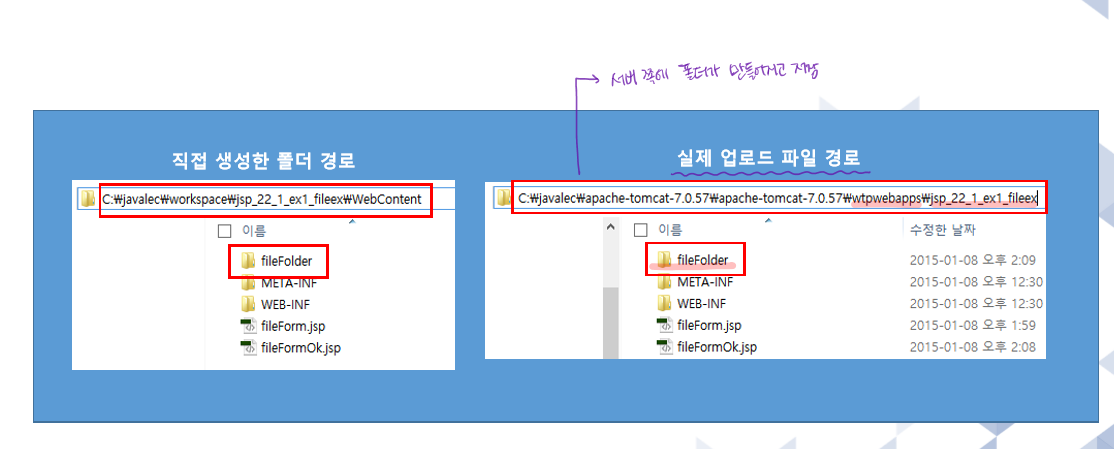 서버 쪽에 폴더가 만들어지고 저장
직접 생성한 폴더 경로
C:₩javalec₩workspace₩jsp_22_1_ex1_fileex₩WebContent
이름
fileFolder
META-INF
WEB-INF
fileForm.jsp
fileFormOk.jsp
실제 업로드 파일 경로
C:₩javalec₩apache-tomcat-7.0.57₩apache-tomcat-7.0.57₩wtpwebapps₩jsp_22_1_ex1_fileex
이름 수정한 날짜
fileFolder 2015-01-08 오후 2:09
META-INF 2015-01-08 오후 12:30
WEB-INF 2015-01-08 오후 12:30
fileForm.jsp 2015-01-08 오후 1:59
fileFormOk.jsp 2015-01-08 오후 2:08